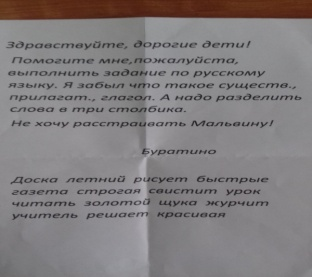 Здравствуйте, дорогие дети!
Помогите мне,пожалуйста,
выполнить задание по русскому
языку. Я забыл что такое существ.,
прилагат., глагол. А надо разделить
слова в три столбика.
Не хочу расстраивать Мальвину!
Буратино
Доска летний рисует быстрые
газета строгая свистит урок
читать золотой щука журчит
учитель решает красивая